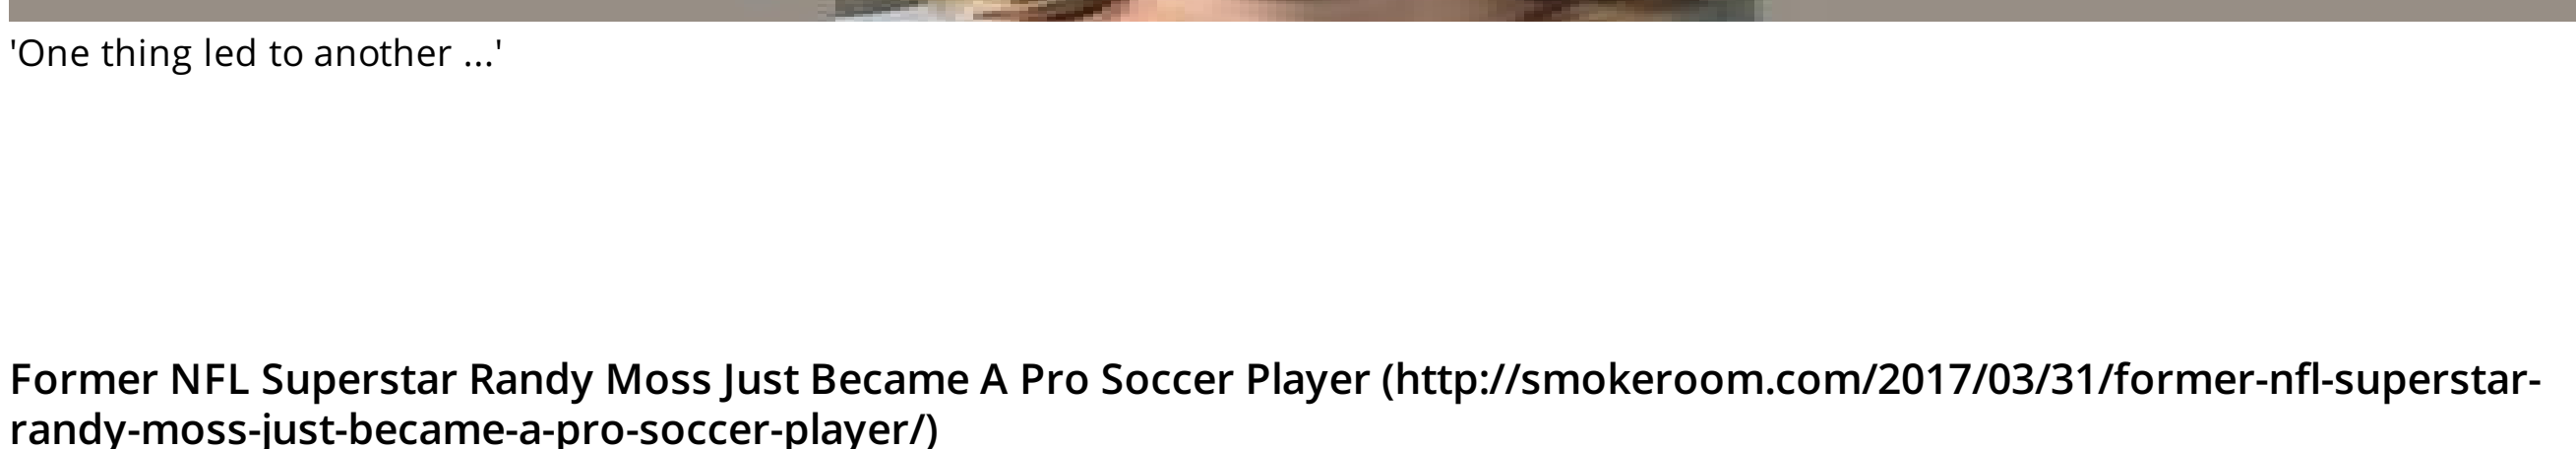 'One thing led to another ...'
Former NFL Superstar Randy Moss Just Became A Pro Soccer Player (http://smokeroom.com/2017/03/31/former-nfl-superstar-
randy-moss-just-became-a-pro-soccer-player/)